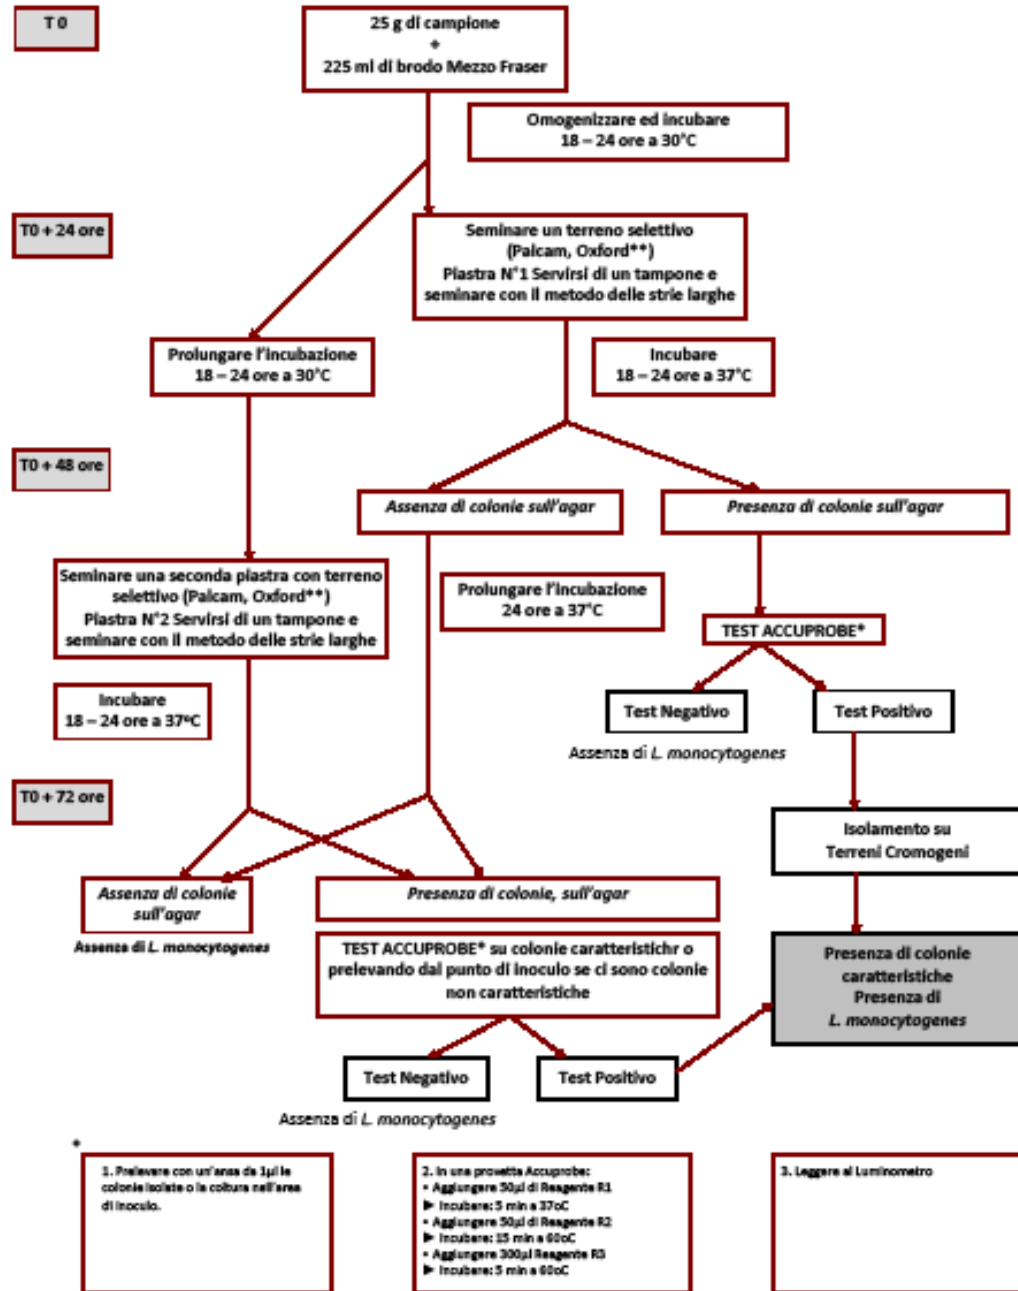 T 0
25 g di campione
+
225 ml di brodo Mezzo Fraser
Omogenizzare ed incubare
18 – 24 ore a 30°C
T0 + 24 ore
Seminare un terreno selettivo
(Palcam, Oxford**)
Piastra N°1 Servirsi di un tampone e
seminare con il metodo delle strie larghe
Prolungare l'incubazione
18 – 24 ore a 30°C
Incubare
18 – 24 ore a 37°C
T0 + 48 ore
Assenza di colonie sull'agar
Presenza di colonie sull'agar
Seminare una seconda piastra con terreno
selettivo (Palcam, Oxford**)
Piastra N°2 Servirsi di un tampone e
seminare con il metodo delle strie larghe
Prolungare l'incubazione
24 ore a 37°C
TEST ACCUPROBE*
Incubare
18 – 24 ore a 37°C
Test Negativo
Test Positivo
Assenza di L. monocytogenes
T0 + 72 ore
Isolamento su
Terreni Cromogeni
Assenza di colonie
sull'agar
Presenza di colonie, sull'agar
Assenza di L. monocytogenes
TEST ACCUPROBE* su colonie caratteristichr o
prelevando dal punto di inoculo se ci sono colonie
non caratteristiche
Presenza di colonie
caratteristiche
Presenza di
L. monocytogenes
Test Negativo
Test Positivo
Assenza di L. monocytogenes
*
1. Prelevare con un'ansa da 1µl le
colonie isolate o la coltura nell'area
di inoculo.
2. In una provetta Accuprobe:
• Aggiungere 50µl di Reagente R1
► Incubare: 5 min a 37oC
• Aggiungere 50µl di Reagente R2
► Incubare: 15 min a 60oC
• Aggiungere 300µl Reagente R3
► Incubare: 5 min a 60oC
3. Leggere al Luminometro